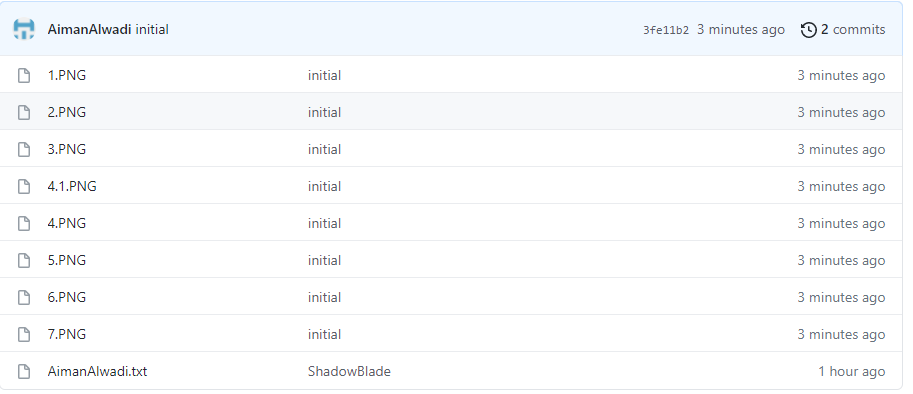 AimanAlwadi initial 3fe11b2 3 minutes ago 2 commits
1.PNG initial 3 minutes ago
2.PNG initial 3 minutes ago
3.PNG initial 3 minutes ago
4.1.PNG initial 3 minutes ago
4.PNG initial 3 minutes ago
5.PNG initial 3 minutes ago
6.PNG initial 3 minutes ago
7.PNG initial 3 minutes ago
AimanAlwadi.txt ShadowBlade 1 hour ago